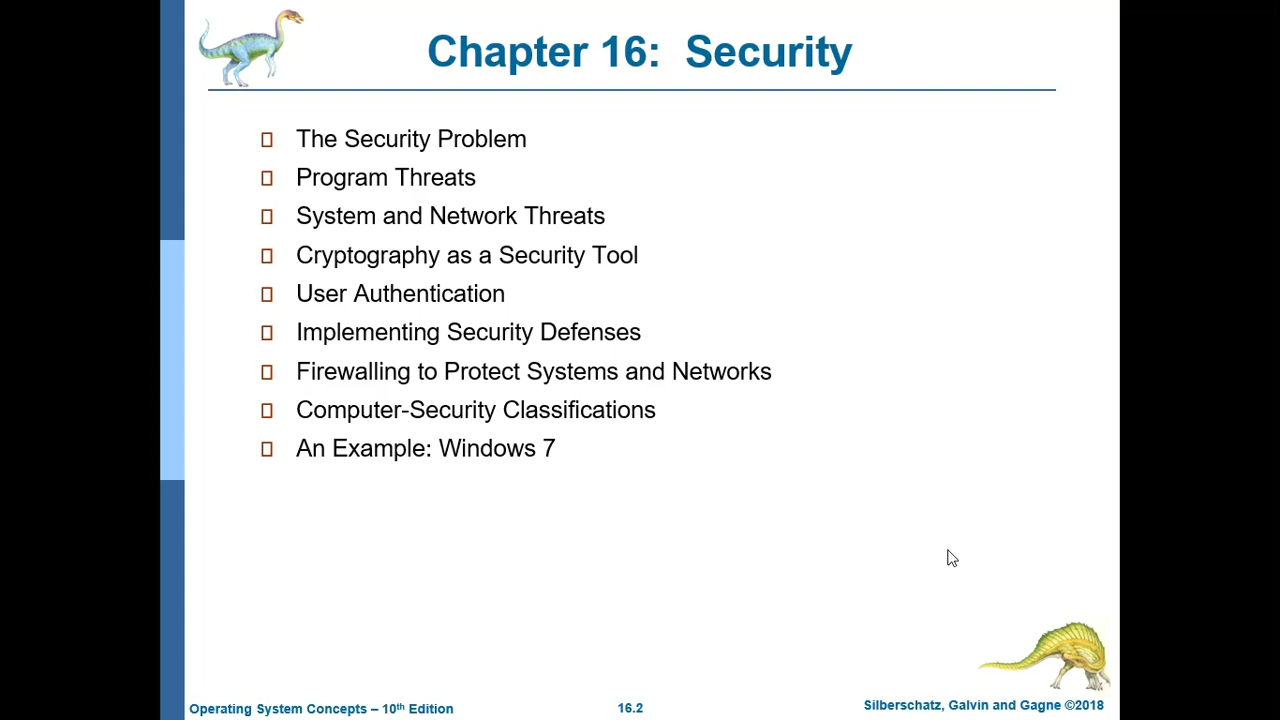 Chapter 16: Security
The Security Problem
Program Threats
System and Network Threats
Cryptography as a Security Tool
User Authentication
Implementing Security Defenses
Firewalling to Protect Systems and Networks
Computer-Security Classifications
An Example: Windows 7
Operating System Concepts – 10th Edition
16.2
Silberschatz, Galvin and Gagne ©2018